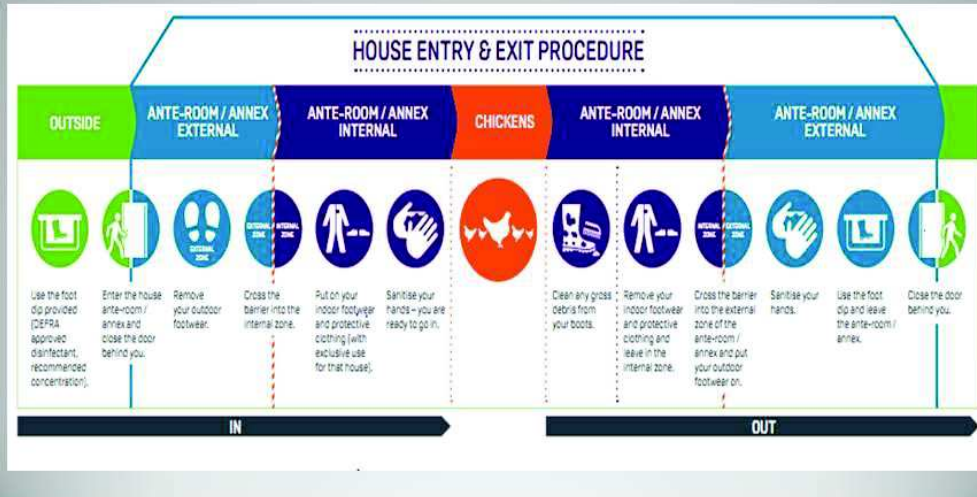 HOUSE ENTRY & EXIT PROCEDURE
OUTSIDE
ANTE-ROOM / ANNEX
EXTERNAL
ANTE-ROOM / ANNEX
INTERNAL
CHICKENS
ANTE-ROOM / ANNEX
INTERNAL
ANTE-ROOM / ANNEX
EXTERNAL
EXTERNAL
ZONE
EXTERNAL
ZONE
INTERNAL
ZONE
INTERNAL
ZONE
EXTERNAL
ZONE
Use the foot
dip provided
(DEFRA
approved
disinfectant,
recommended
concentration).
Enter the house
ante-room /
annex and
close the door
behind you.
Remove
your outdoor
footwear.
Cross the
barrier into the
internal zone.
Put on your
indoor footwear
and protective
clothing (with
exclusive use
for that house).
Sanitise your
hands – you are
ready to go in.
Clean any gross
debris from
your boots.
Remove your
indoor footwear
and protective
clothing and
leave in the
internal zone.
Cross the barrier
into the external
zone of the
ante-room /
annex and put
your outdoor
footwear on.
Sanitise your
hands.
Use the foot
dip and leave
the ante-room /
annex.
Close the door
behind you.
IN
OUT